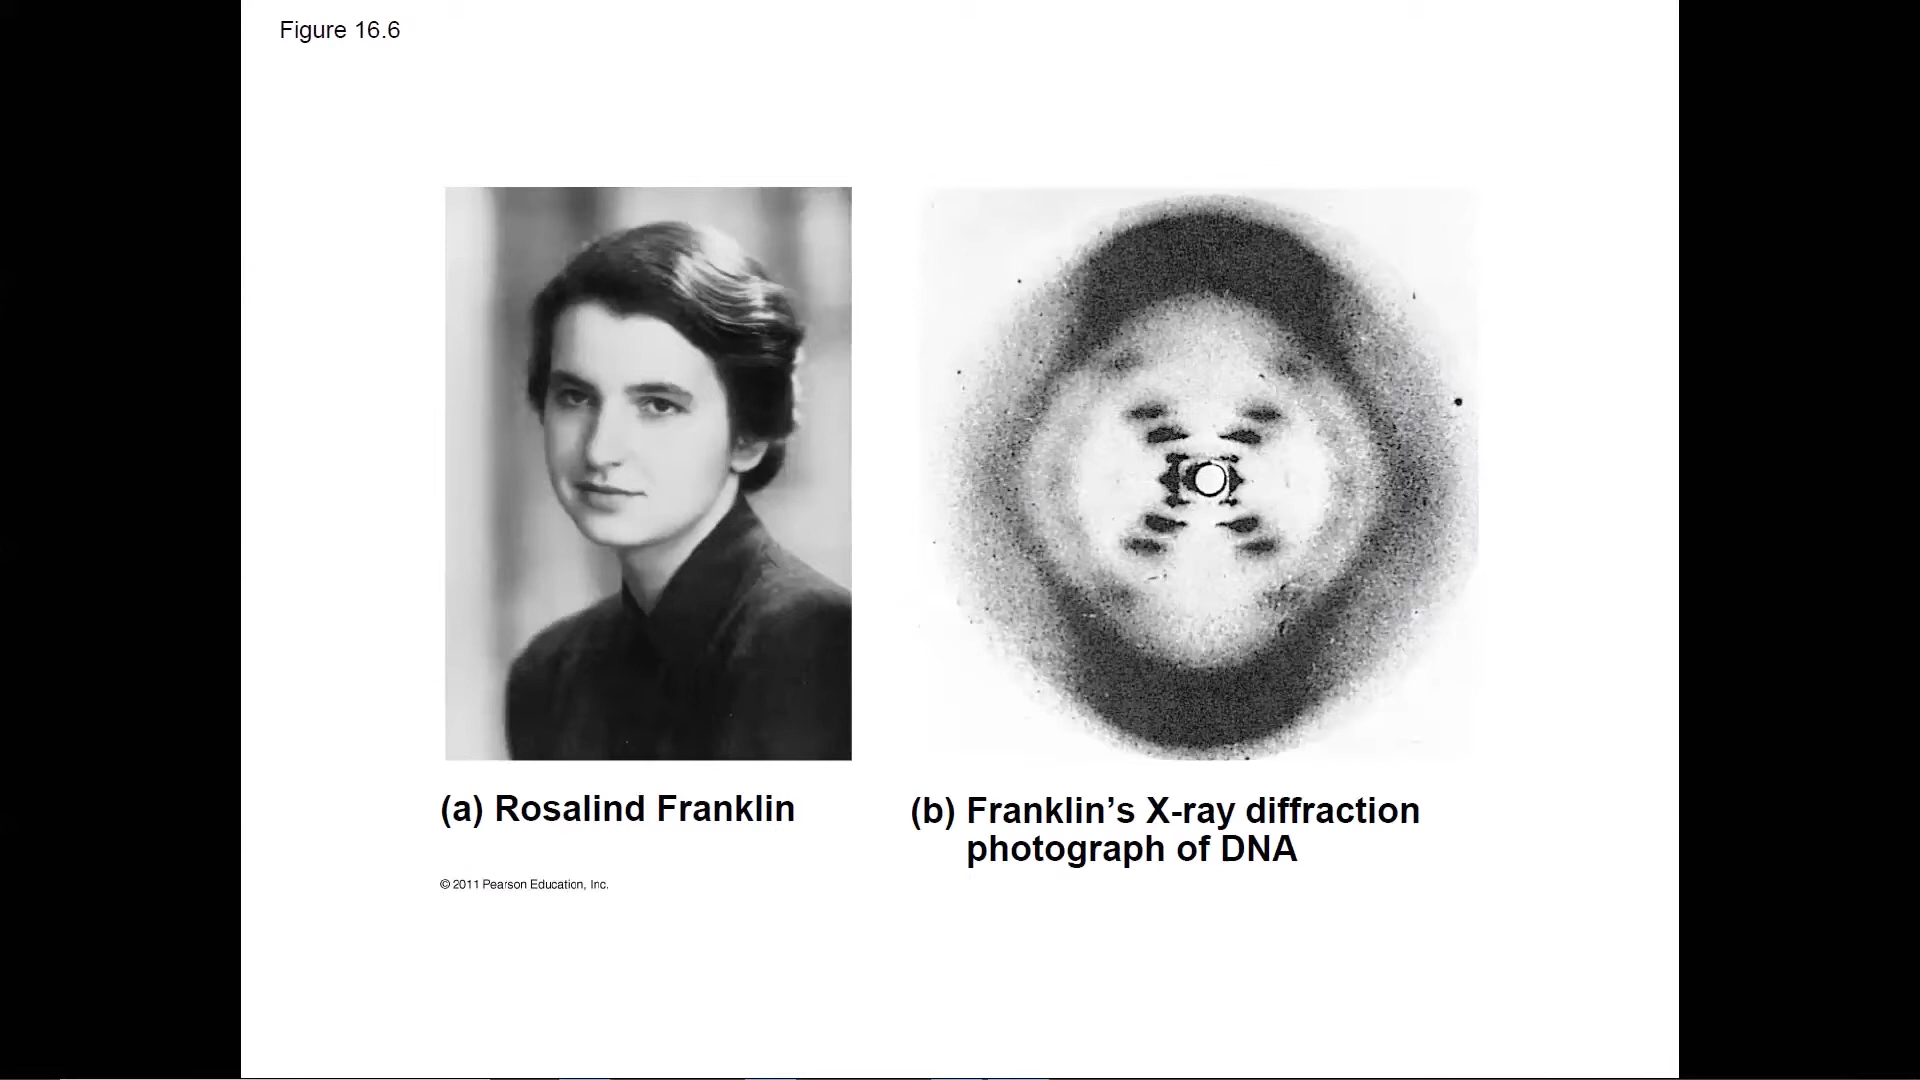 Figure 16.6
(a) Rosalind Franklin
(b) Franklin’s X-ray diffraction
photograph of DNA
© 2011 Pearson Education, Inc.